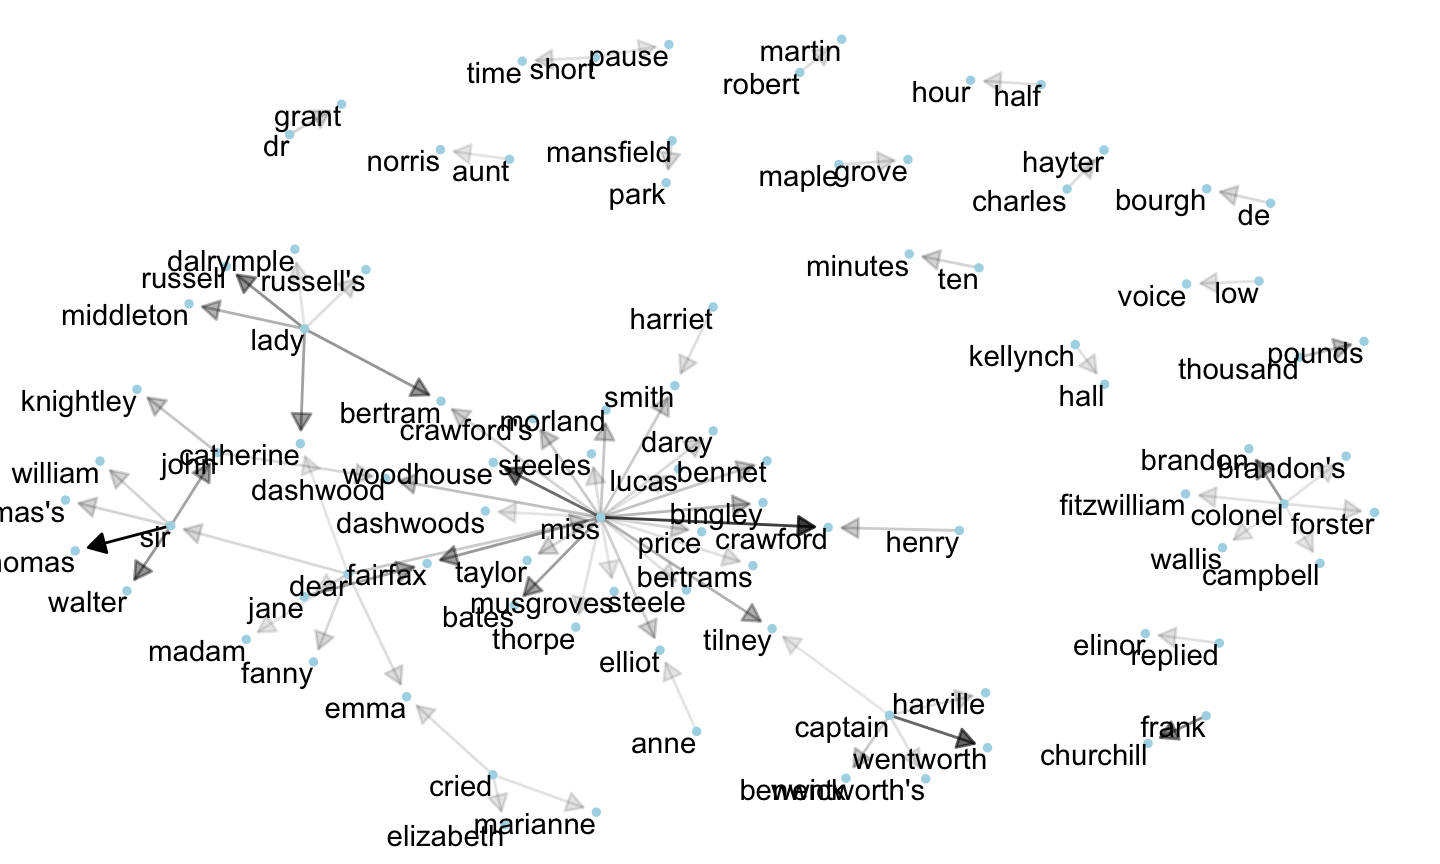 pause
time short
martin
robert
hour half
grant
dr
norris aunt
mansfield
park
maple grove
hayter
charles
bourgh de
dalrymple
russell russell's
middleton
lady
minutes ten
voice low
harriet
kellynch
hall
thousand pounds
knightley
bertram
crawford's
morland
smith
darcy
william
john catherine
woodhouse steeles
dashwood
lucas bennet
brandon brandon's
mas's
dashwoods
miss
bingley
price crawford
henry
fitzwilliam
colonel forster
sir
omas
walter
dear fairfax
jane
taylor
bertrams
wallis
campbell
bates musgroves steele
madam
fanny
thorpe
elliot
tilney
elinor replied
emma
anne
harville
captain
wentworth
frank
churchill
cried
benwick wentworth's
elizabeth marianne